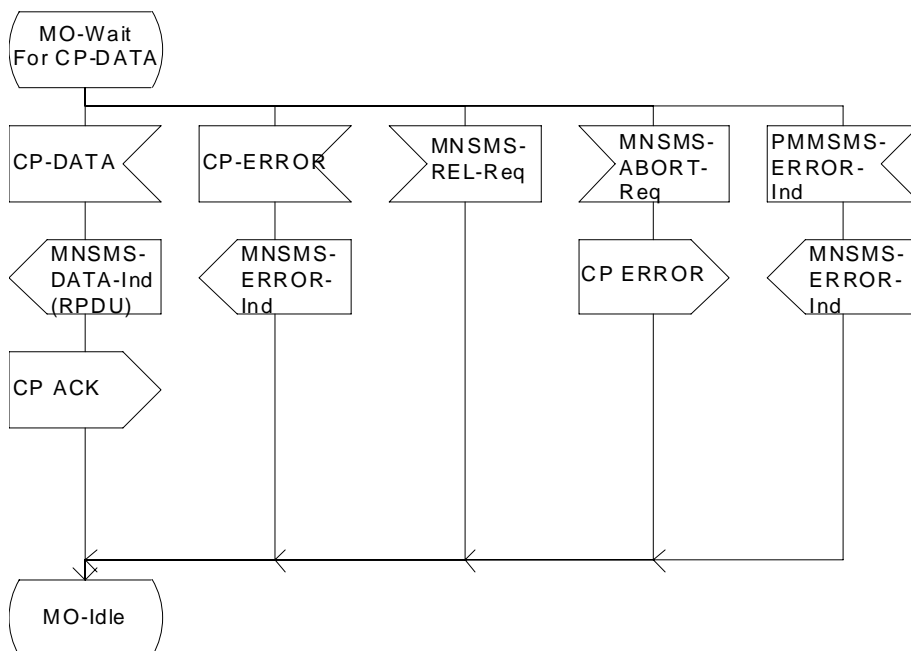 MO-Wait
For CP-DATA
CP-DATA
CP-ERROR
MNSMS-
REL-Req
MNSMS-
ABORT-
Req
PMMSMS-
ERROR-
Ind
MNSMS-
DATA-Ind
(RPDU)
MNSMS-
ERROR-
Ind
CP ERROR
MNSMS-
ERROR-
Ind
CP ACK
MO-Idle